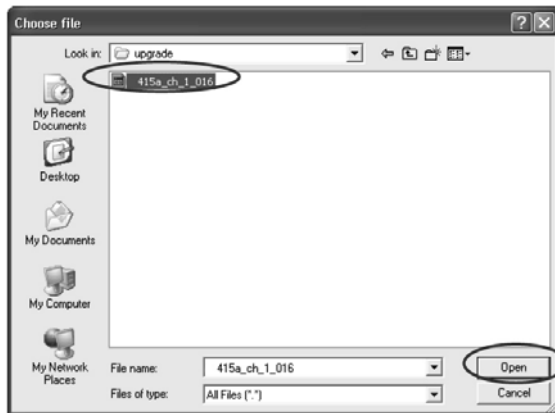 Choose file
Look in: upgrade
415a_ch_1_016
My Recent
Documents
Desktop
My Documents
My Computer
My Network
Places
File name: 415a_ch_1_016 Open
Files of type: All Files (*.*) Cancel